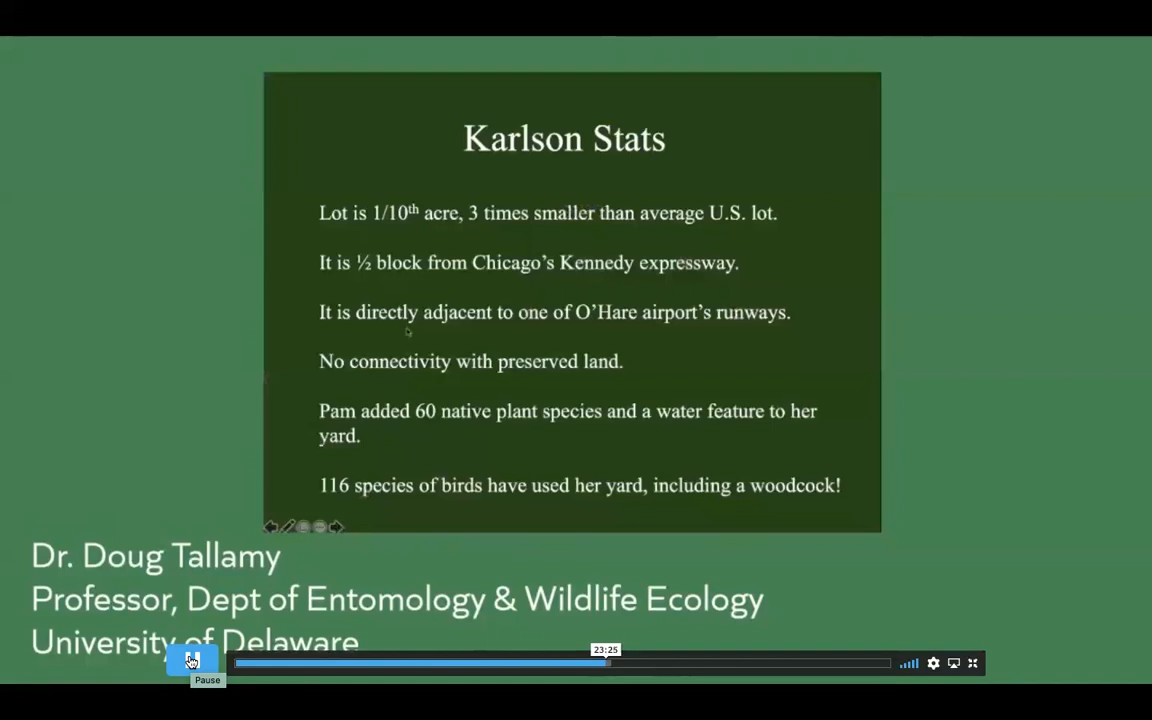 Karlson Stats
Lot is 1/10th acre, 3 times smaller than average U.S. lot.
It is ½ block from Chicago’s Kennedy expressway.
It is directly adjacent to one of O’Hare airport’s runways.
No connectivity with preserved land.
Pam added 60 native plant species and a water feature to her
yard.
116 species of birds have used her yard, including a woodcock!
Dr. Doug Tallamy
Professor, Dept of Entomology & Wildlife Ecology
University of Delaware
23:25
Pause